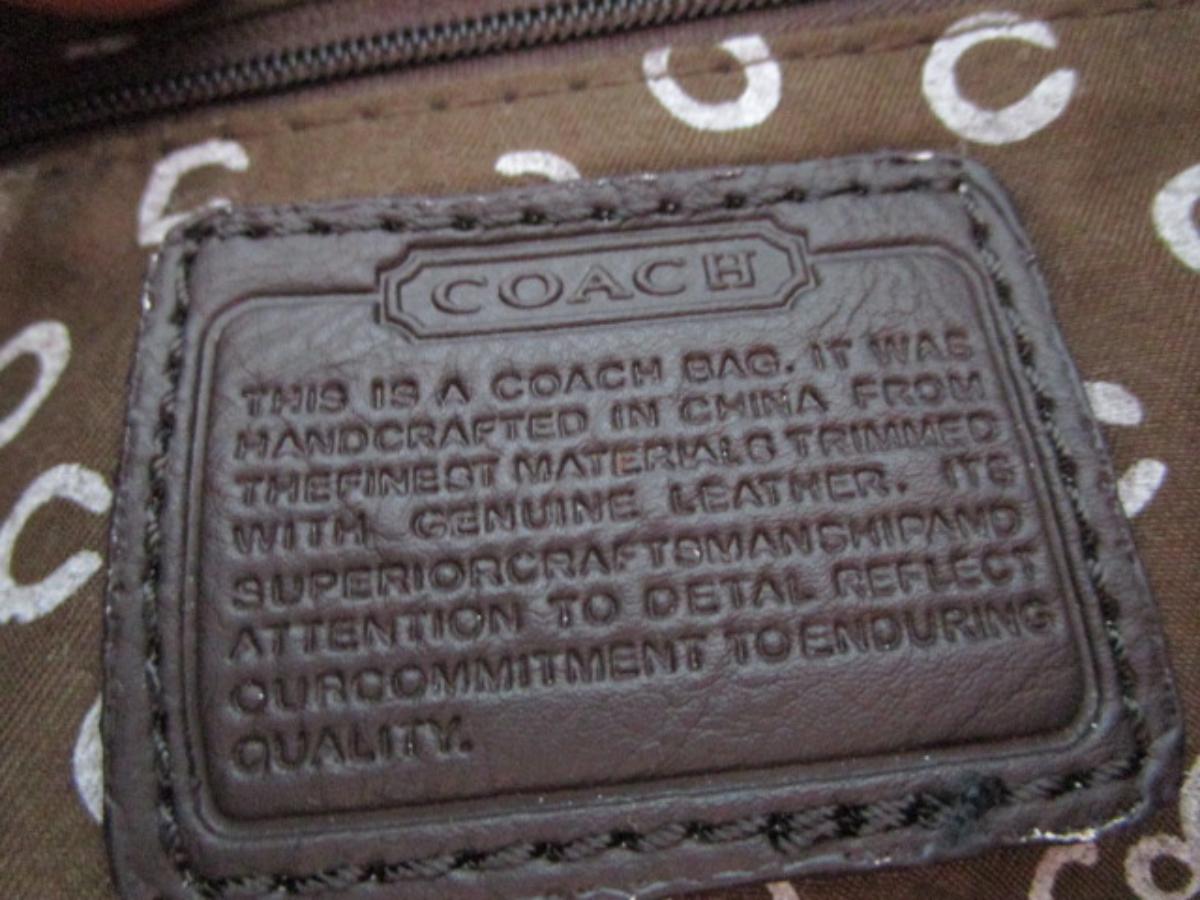 COACH
THIS IS A COACH BAG. IT WAS
HANDCRAFTED IN CHINA FROM
THEFINEST MATERIALS TRIMMED
WITH GENUINE LEATHER. ITS
SUPERIORCRAFTSMANSHIPAND
ATTENTION TO DETAL REFLECT
OURCOMMITMENT TOENDURING
QUALITY.